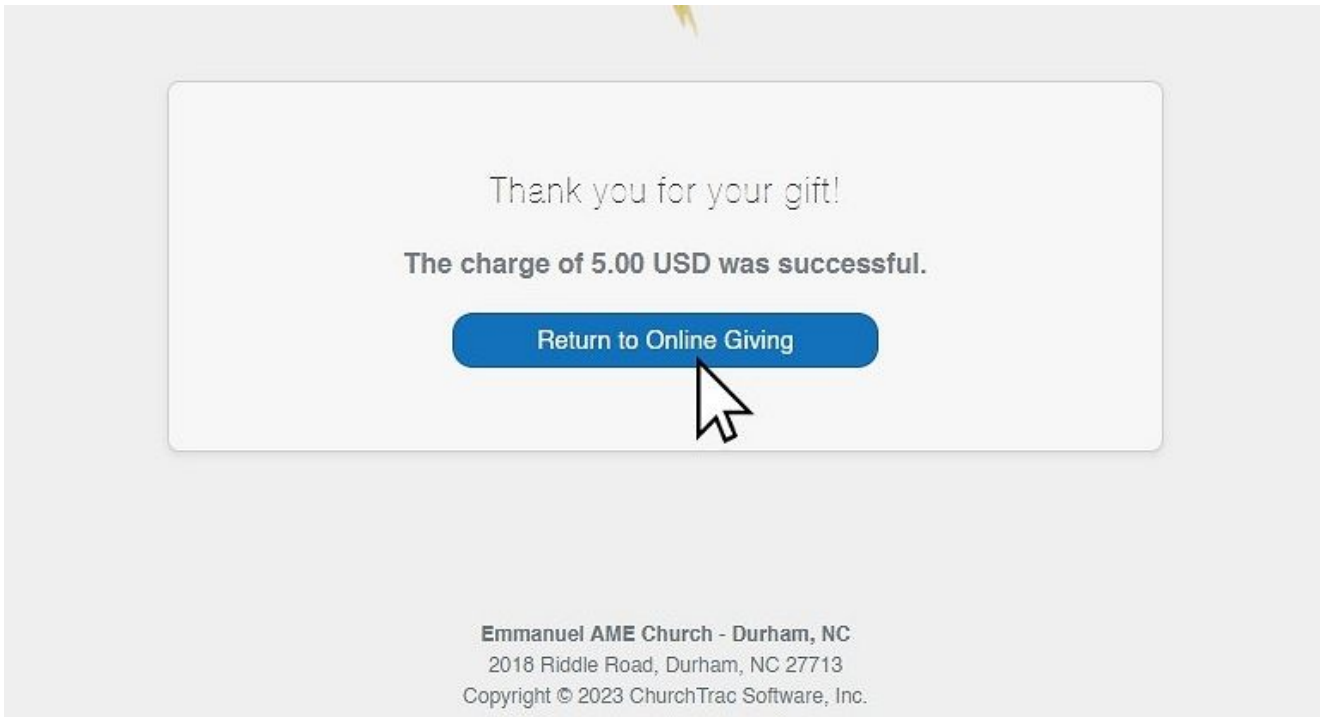 Thank you for your gift!
The charge of 5.00 USD was successful.
Return to Online Giving
Emmanuel AME Church - Durham, NC
2018 Riddle Road, Durham, NC 27713
Copyright © 2023 ChurchTrac Software, Inc.